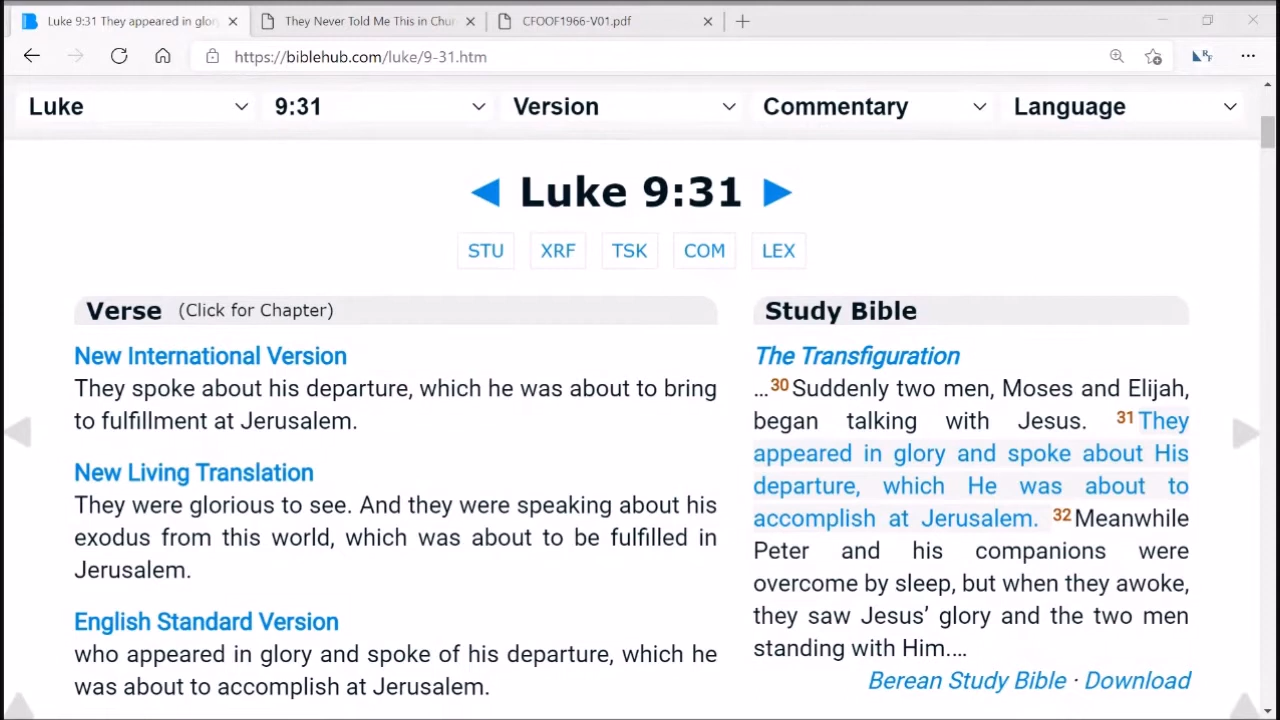 Luke 9:31 They appeared in glor
They Never Told Me This in Chur
CFOOF1966-V01.pdf
https://biblehub.com/luke/9-31.htm
Luke
9:31
Version
Commentary
Language
Luke 9:31
STU
XRF
TSK
COM
LEX
Verse (Click for Chapter)
New International Version
They spoke about his departure, which he was about to bring
to fulfillment at Jerusalem.
New Living Translation
They were glorious to see. And they were speaking about his
exodus from this world, which was about to be fulfilled in
Jerusalem.
English Standard Version
who appeared in glory and spoke of his departure, which he
was about to accomplish at Jerusalem.
Study Bible
The Transfiguration
…30 Suddenly two men, Moses and Elijah,
began talking with Jesus. 31 They
appeared in glory and spoke about His
departure, which He was about to
accomplish at Jerusalem. 32 Meanwhile
Peter and his companions were
overcome by sleep, but when they awoke,
they saw Jesus’ glory and the two men
standing with Him.…
Berean Study Bible · Download